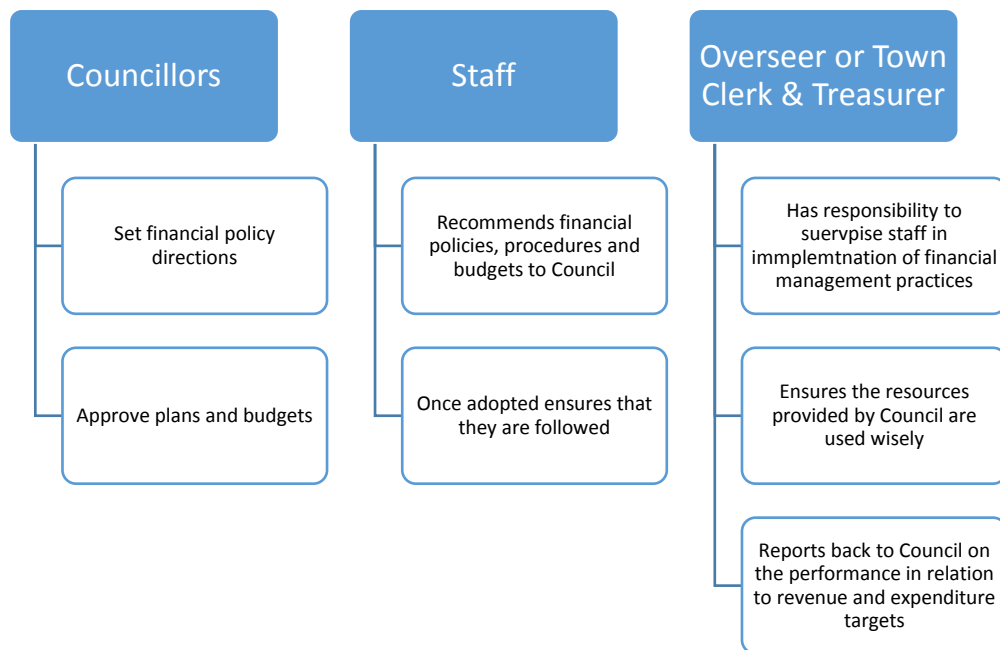 Councillors
Set financial policy
directions
Approve plans and budgets
Staff
Recommends financial
policies, procedures and
budgets to Council
Once adopted ensures that
they are followed
Overseer or Town
Clerk & Treasurer
Has responsibility to
suervpise staff in
immplemtnation of financial
management practices
Ensures the resources
provided by Council are
used wisely
Reports back to Council on
the performance in relation
to revenue and expenditure
targets